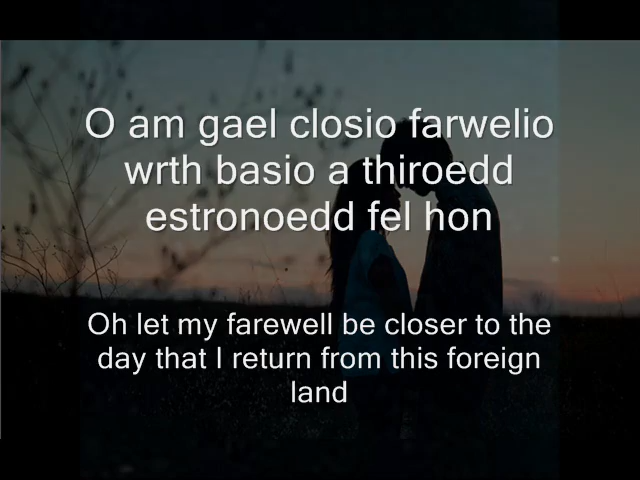 O am gael closio farwelio
wrth basio a thiroedd
estronoedd fel hon
Oh let my farewell be closer to the
day that I return from this foreign
land